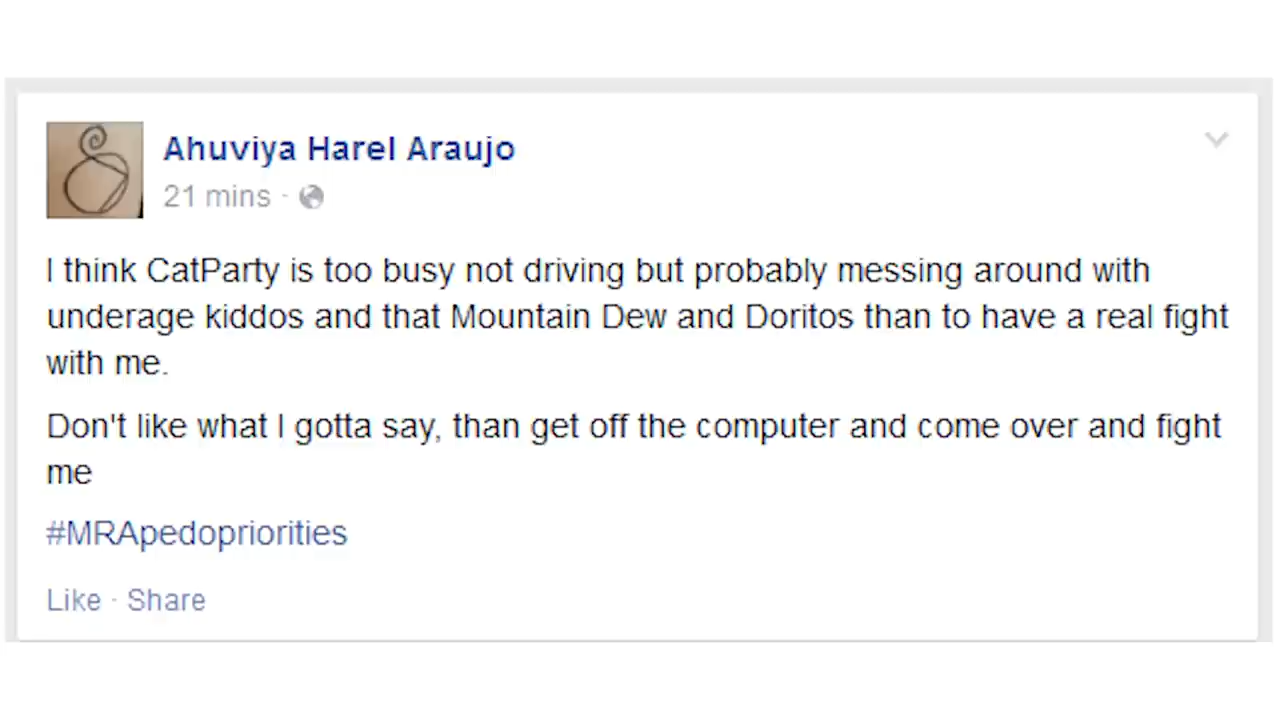 Ahuviya Harel Araujo
21 mins ·
I think CatParty is too busy not driving but probably messing around with
underage kiddos and that Mountain Dew and Doritos than to have a real fight
with me.
Don't like what I gotta say, than get off the computer and come over and fight
me
#MRApedopriorities
Like · Share